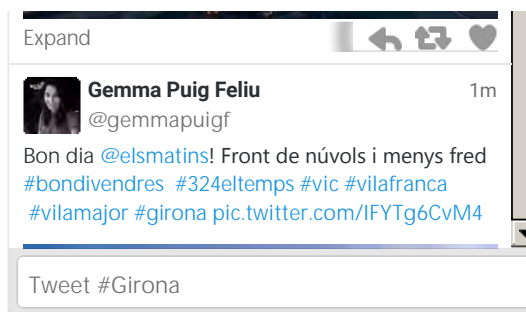 Expand
Gemma Puig Feliu 1m
@gemmapuigf
Bon dia @elsmatins! Front de núvols i menys fred
#bondivendres #324eltemps #vic #vilafranca
#vilamajor #girona pic.twitter.com/IFYTg6CvM4
Tweet #Girona